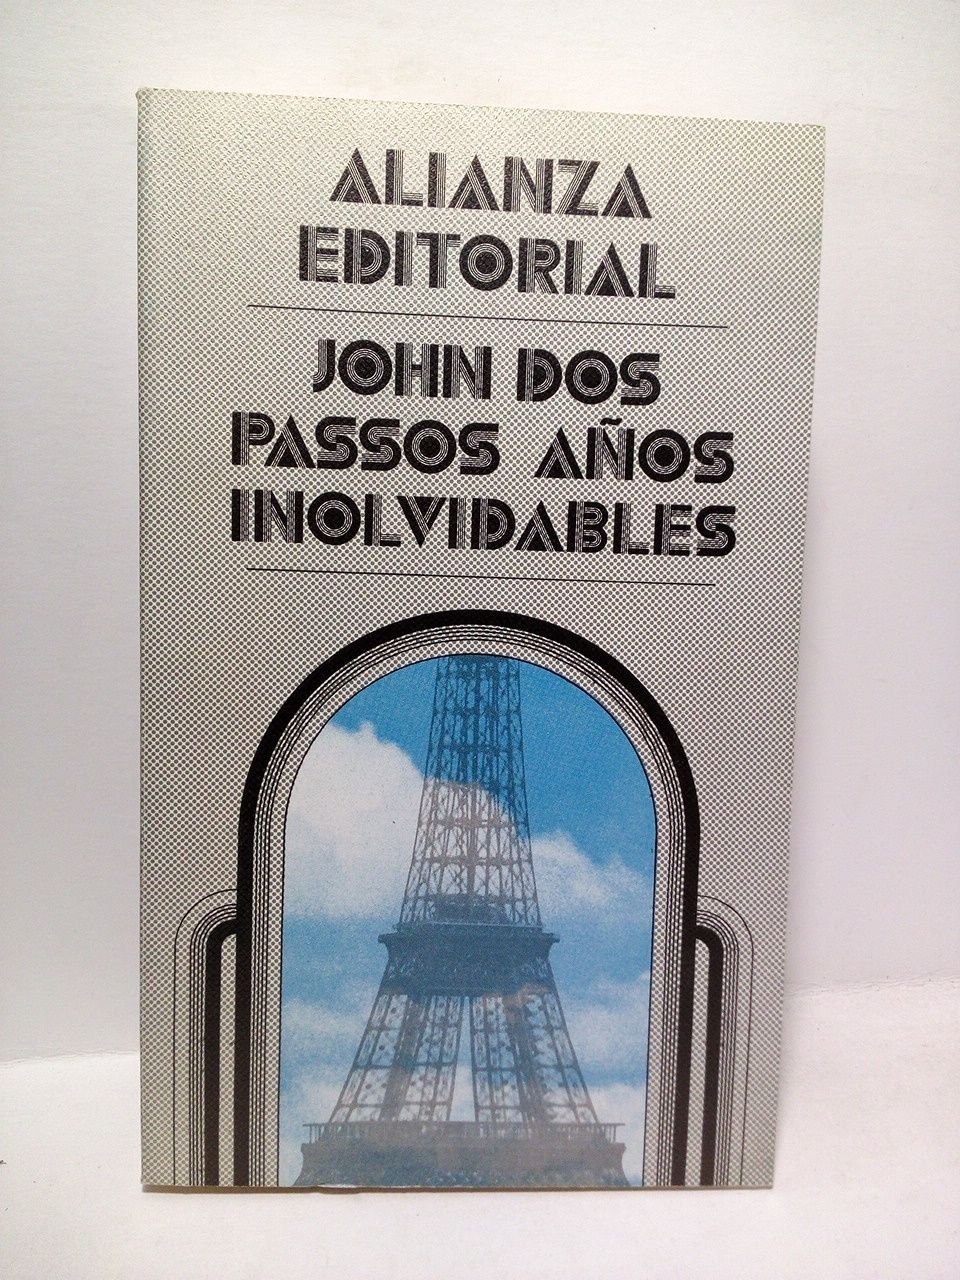 ALIANZA
EDITORIAL
JOHN DOS
PASSOS AÑOS
INOLVIDABLES